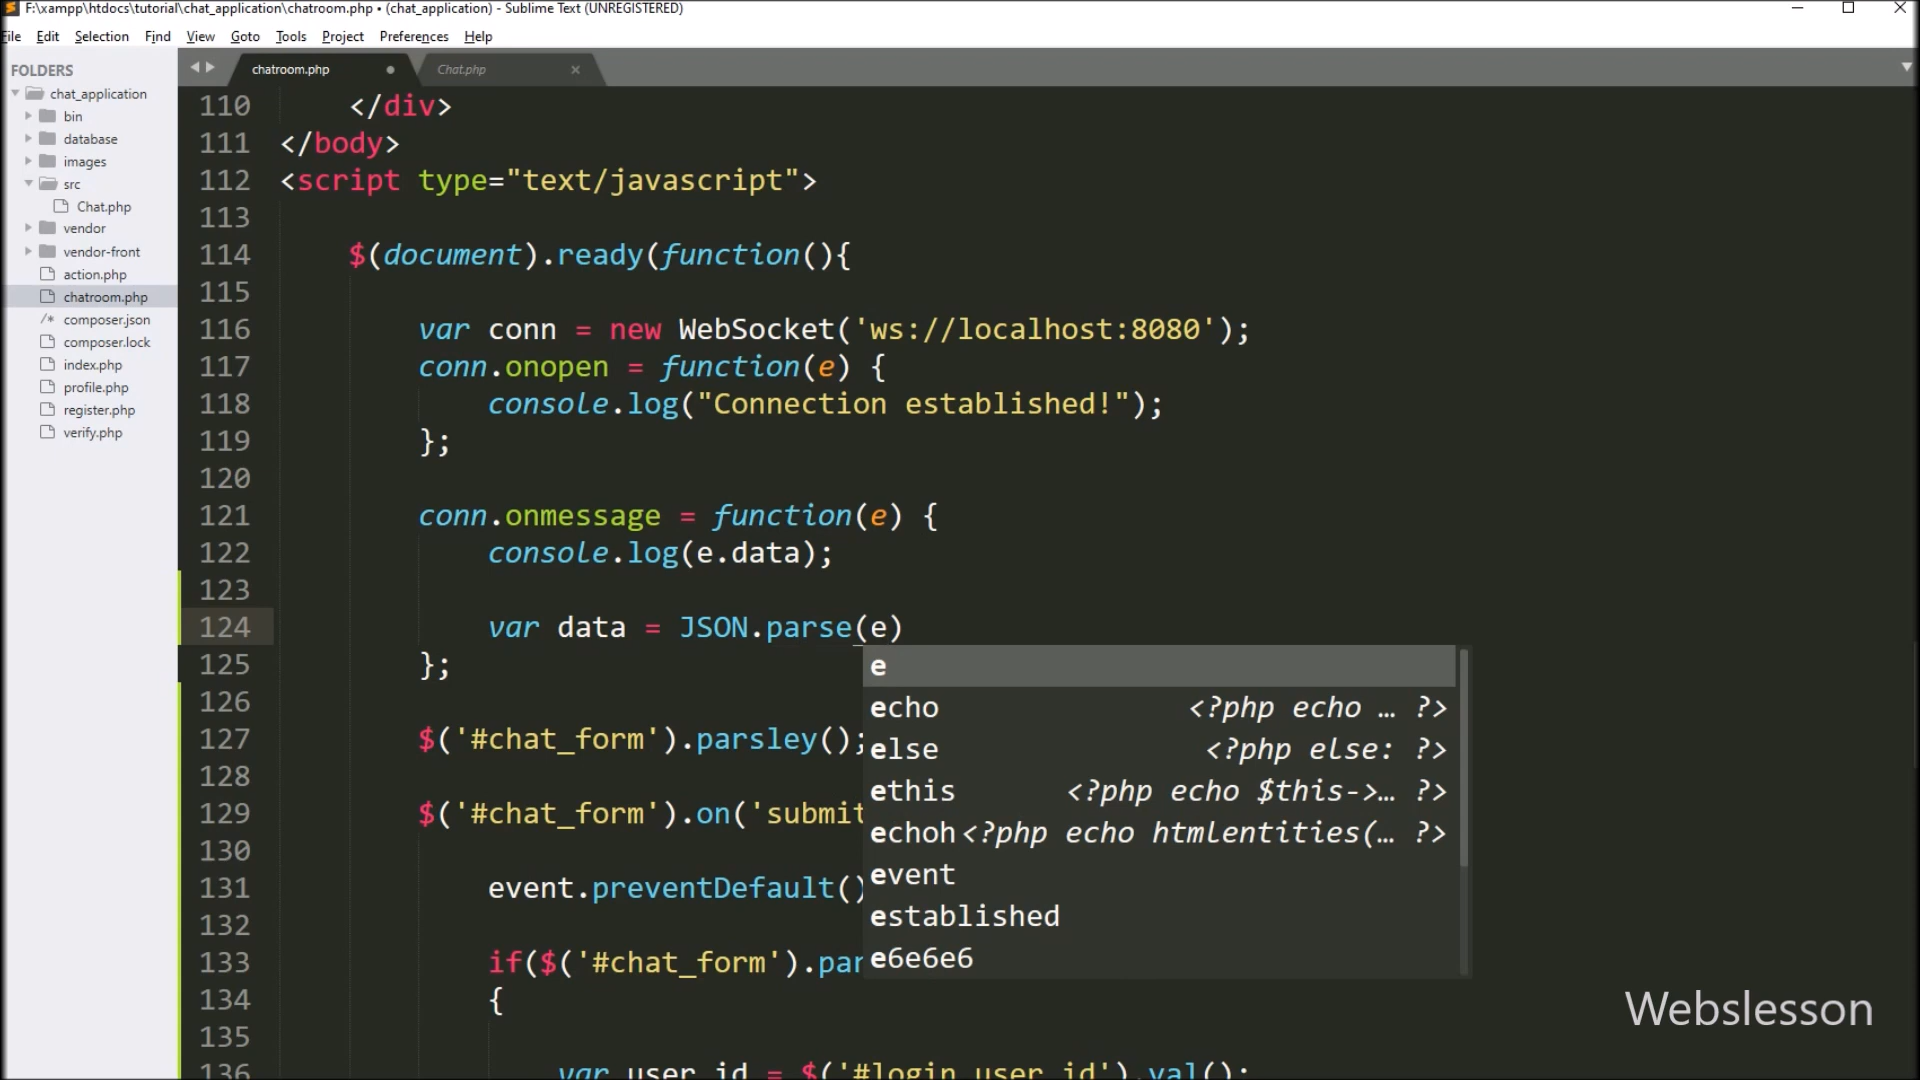 F:\xampp\htdocs\tutorial\chat_application\chatroom.php • (chat_application) - Sublime Text (UNREGISTERED)
File Edit Selection Find View Goto Tools Project Preferences Help
FOLDERS
chat_application
bin
database
images
src
Chat.php
vendor
vendor-front
action.php
chatroom.php
/* composer.json
composer.lock
index.php
profile.php
register.php
verify.php
chatroom.php Chat.php
110 </div>
111 </body>
112 <script type="text/javascript">
113
114 $(document).ready(function(){
115
116 var conn = new WebSocket('ws://localhost:8080');
117 conn.onopen = function(e) {
118 console.log("Connection established!");
119 };
120
121 conn.onmessage = function(e) {
122 console.log(e.data);
123
124 var data = JSON.parse(e)
125 };
126
127 $('#chat_form').parsley();
128
129 $('#chat_form').on('submit
130
131 event.preventDefault()
132
133 if($('#chat_form').par
134 {
135
136 var user_id = $('#login_user_id').val();
e
echo <?php echo … ?>
else <?php else: ?>
ethis <?php echo $this->… ?>
echoh <?php echo htmlentities(… ?>
event
established
e6e6e6
Webslesson